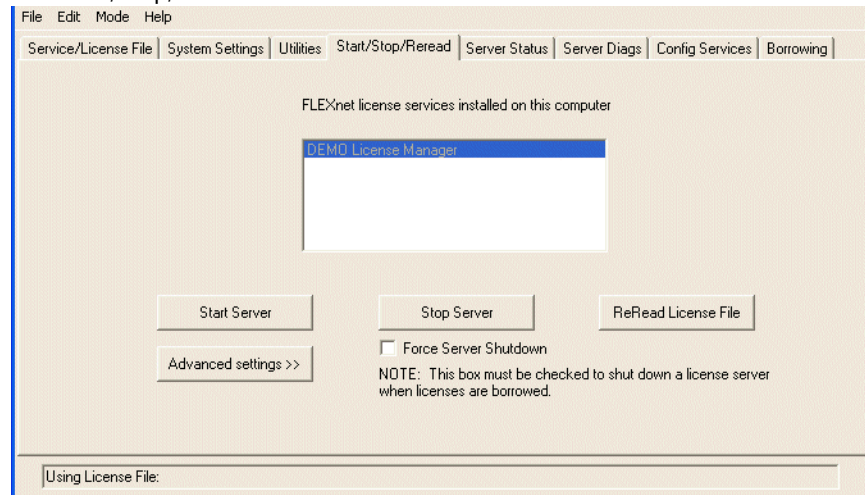 File Edit Mode Help
Service/License File System Settings Utilities Start/Stop/Reread Server Status Server Diags Config Services Borrowing
FLEXnet license services installed on this computer
DEMO License Manager
Start Server Stop Server ReRead License File
Force Server Shutdown
Advanced settings >>
NOTE: This box must be checked to shut down a license server
when licenses are borrowed.
Using License File: